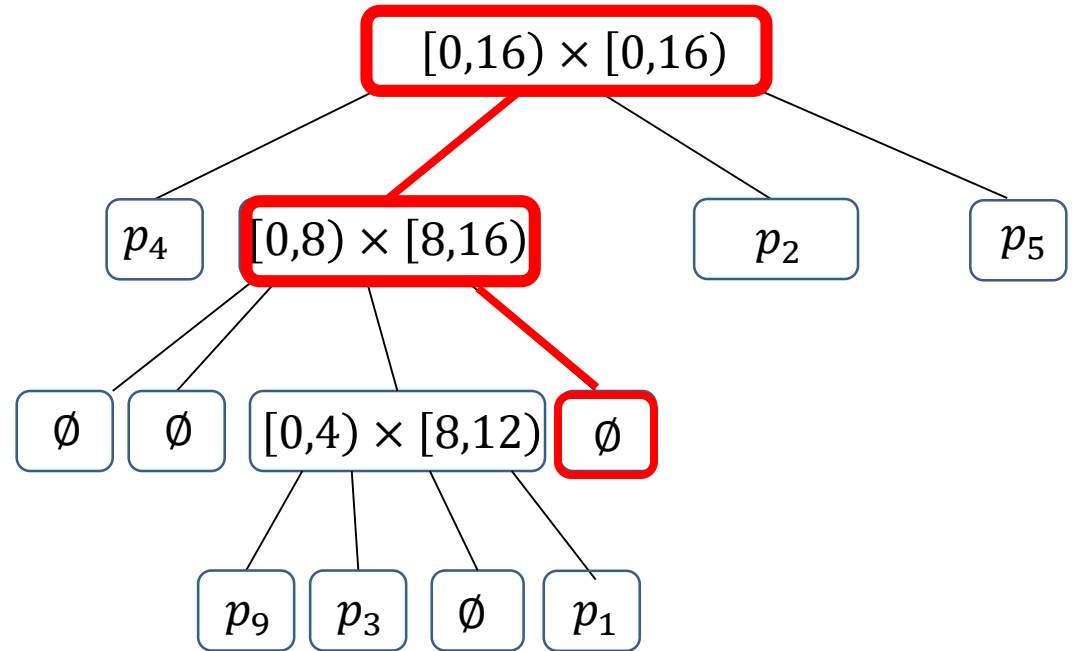 [0,16) × [0,16)
p₄ [0,8) × [8,16) p₂ p₅
∅ ∅ [0,4) × [8,12) ∅
p₉ p₃ ∅ p₁